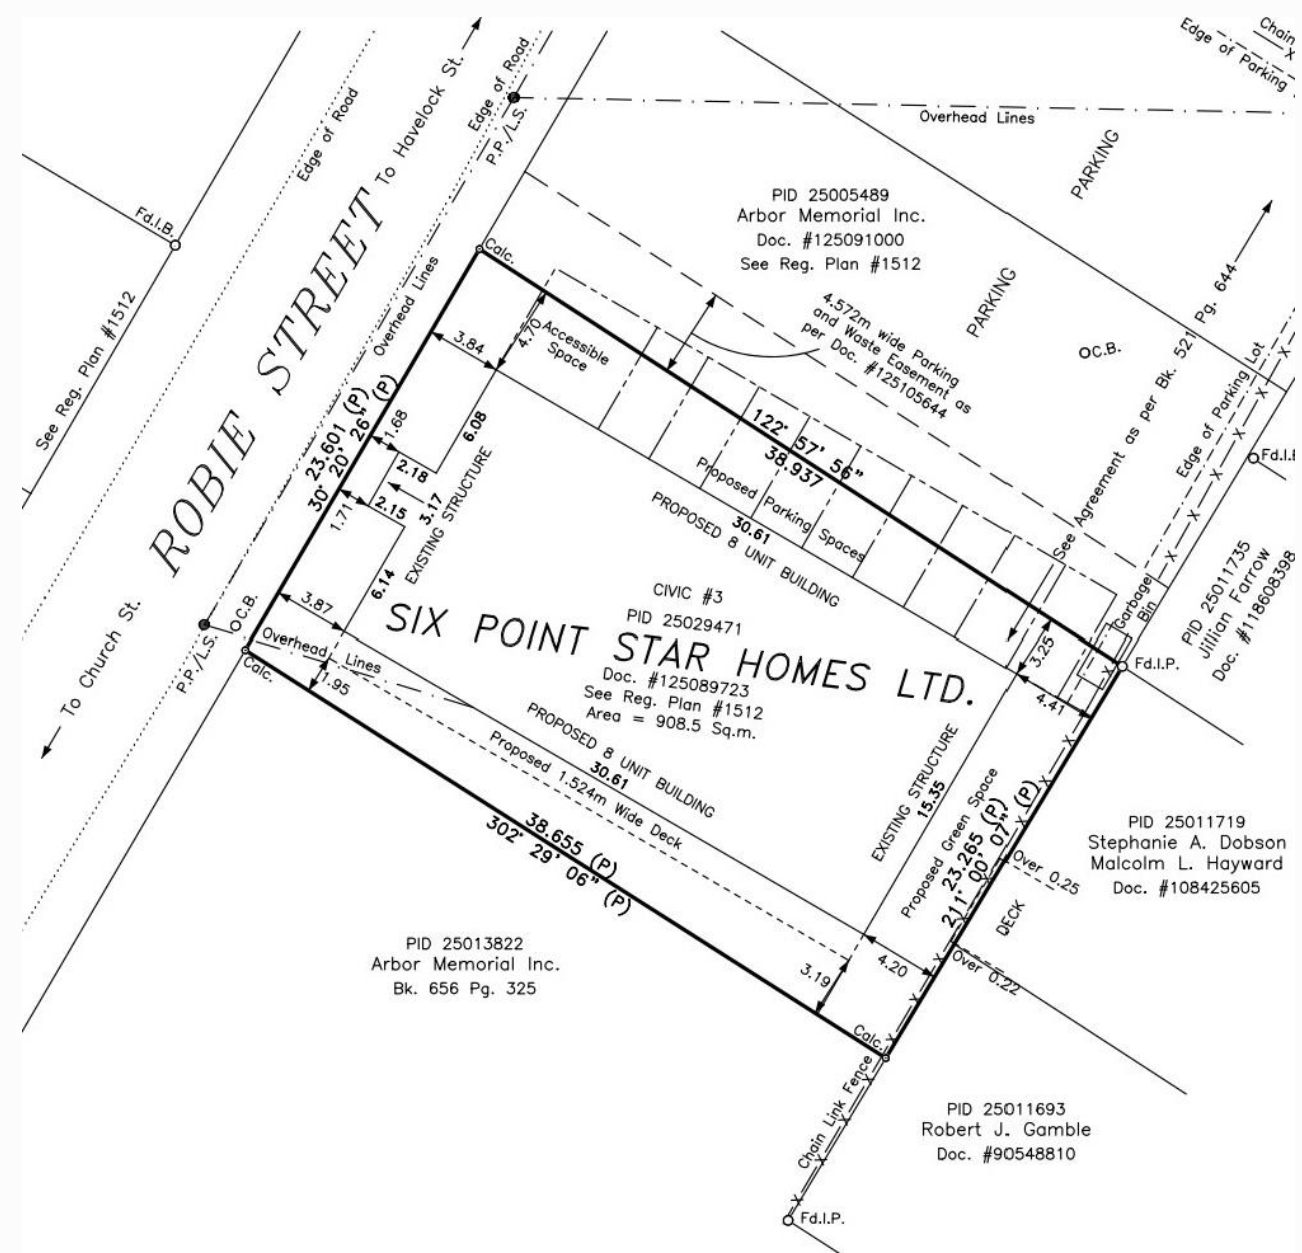 Chain
X
Edge of Parking
Edge of Road
Edge of Road
To Havelock St.
P.P./L.S.
Overhead Lines
PARKING
PID 25005489
Arbor Memorial Inc.
Doc. #125091000
See Reg. Plan #1512
Fd.I.B.
See Reg. Plan #1512
ROBIE STREET
Overhead Lines
Calc.
PARKING
4.572m wide Parking
and Waste Easement as
per Doc. #125105644
O C.B.
See Agreement as per Bk. 521 Pg. 644
Edge of Parking Lot
Fd.I.B
3.84
4.70
Accessible
Space
23.601 (P)
30° 20' 26" (P)
1.68
6.08
2.18
3.17
EXISTING STRUCTURE
1.71
2.15
6.14
3.87
122° 57' 56"
38.937
Proposed Parking Spaces
30.61
PROPOSED 8 UNIT BUILDING
CIVIC #3
PID 25029471
SIX POINT STAR HOMES LTD.
Doc. #125089723
See Reg. Plan #1512
Area = 908.5 Sq.m.
Garbage
Bin
PID 25011735
Jillian Farrow
Doc. #118608398
3.25
4.41
Fd.I.P.
To Church St.
P.P./L.S.
O C.B.
Calc.
Overhead Lines
1.95
PROPOSED 8 UNIT BUILDING
30.61
Proposed 1.524m Wide Deck
38.655 (P)
302° 29' 06" (P)
EXISTING STRUCTURE
15.35
Proposed Green Space
23.265 (P)
211° 00' 07" (P)
Over 0.25
DECK
Over 0.22
PID 25011719
Stephanie A. Dobson
Malcolm L. Hayward
Doc. #108425605
PID 25013822
Arbor Memorial Inc.
Bk. 656 Pg. 325
3.19
4.20
Calc.
Chain Link Fence
PID 25011693
Robert J. Gamble
Doc. #90548810
Fd.I.P.